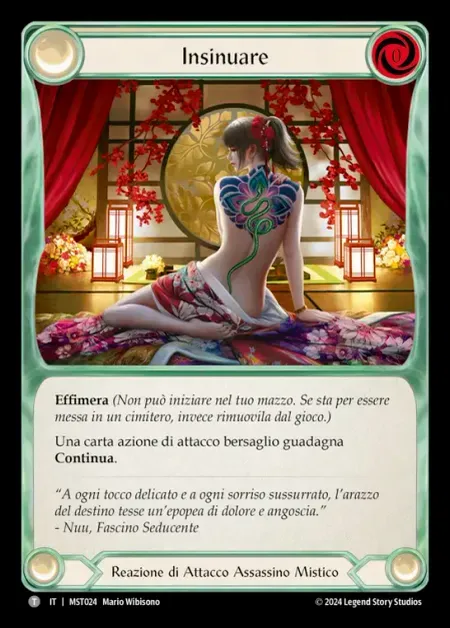 Insinuare
0
Effimera (Non può iniziare nel tuo mazzo. Se sta per essere
messa in un cimitero, invece rimuovila dal gioco.)
Una carta azione di attacco bersaglio guadagna
Continua.
“A ogni tocco delicato e a ogni sorriso sussurrato, l’arazzo
del destino tesse un’epopea di dolore e angoscia.”
- Nuu, Fascino Seducente
Reazione di Attacco Assassino Mistico
T | IT | MST024 Mario Wibisono © 2024 Legend Story Studios